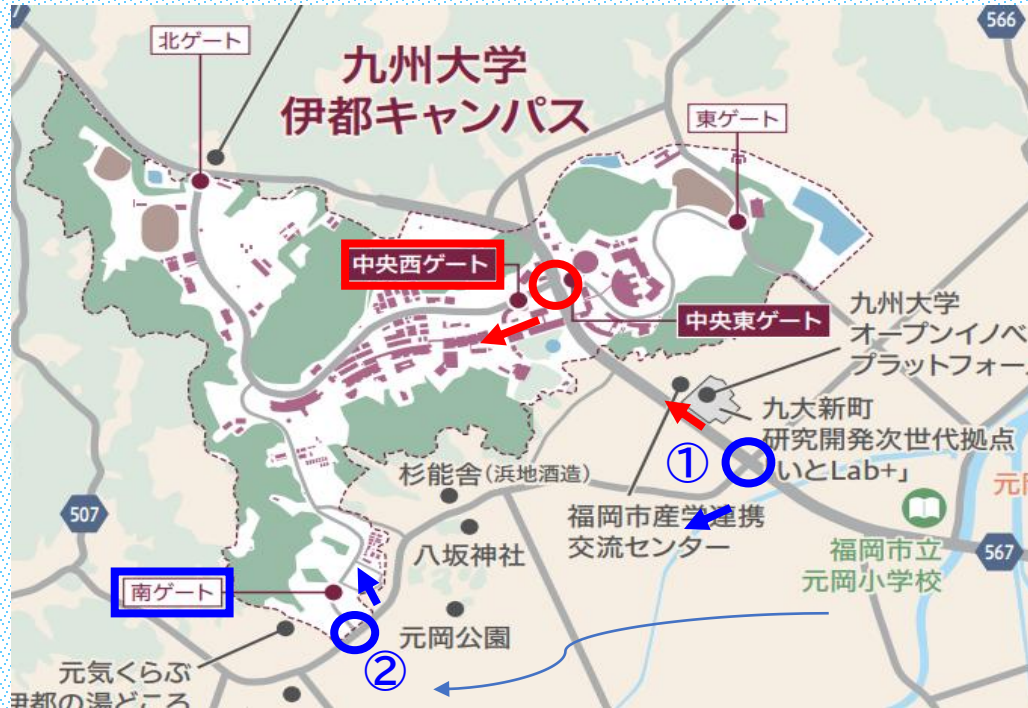 566
北ゲート
九州大学
伊都キャンパス
東ゲート
中央西ゲート
中央東ゲート
九州大学
オープンイノベ
プラットフォー
九大新町
研究開発次世代拠点
いとLab+」
①
杉能舎(浜地酒造)
507
福岡市産学連携
交流センター
元岡
福岡市立
元岡小学校
567
八坂神社
南ゲート
元岡公園
②
元気くらぶ
伊都の湯どころ